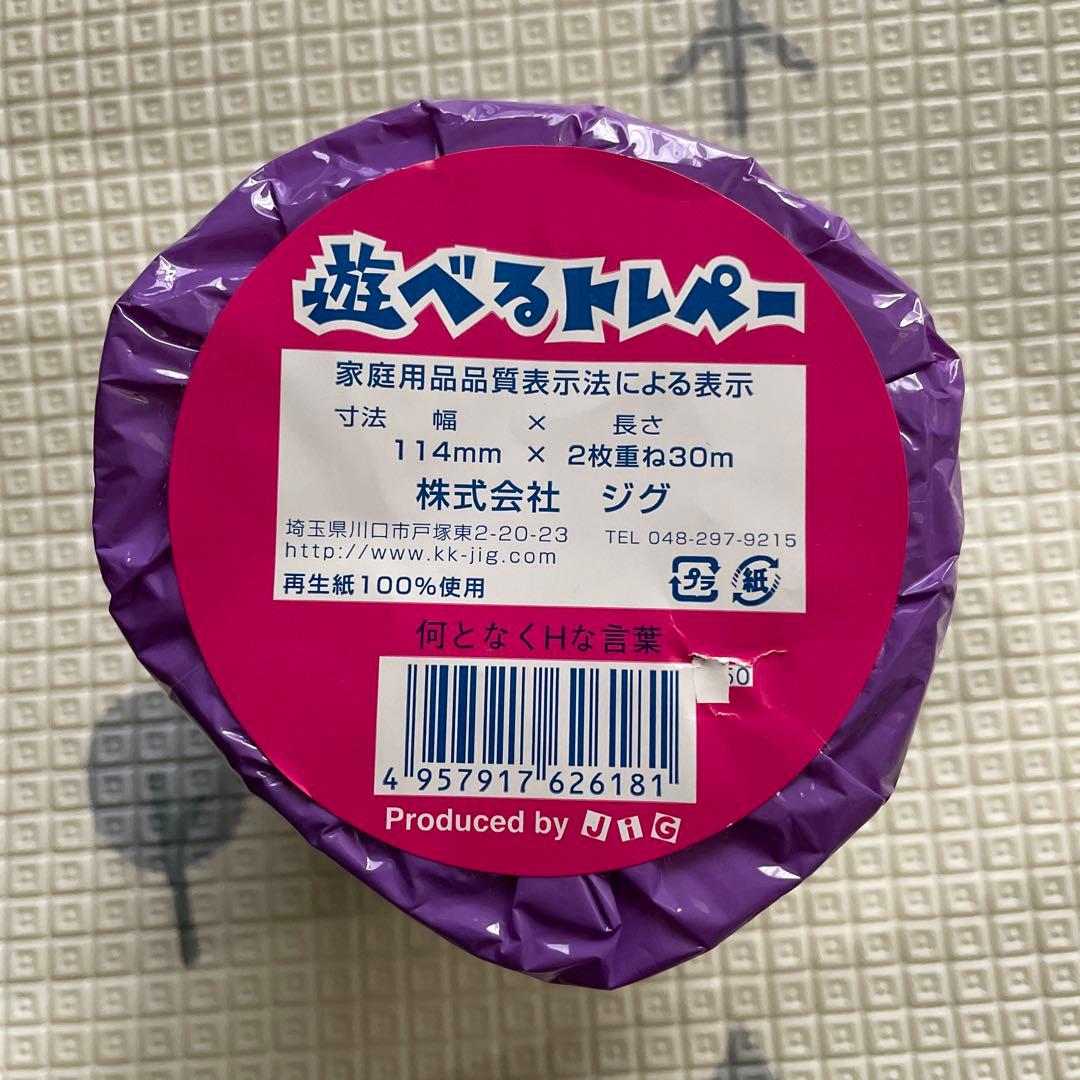 遊べるトレペー
家庭用品品質表示法による表示
寸法 幅 × 長さ
114mm × 2枚重ね30m
株式会社 ジグ
埼玉県川口市戸塚東2-20-23 TEL 048-297-9215
http://www.kk-jig.com
再生紙100%使用 プラ 紙
何となくHな言葉
50
4 957917 626181
Produced by JiG